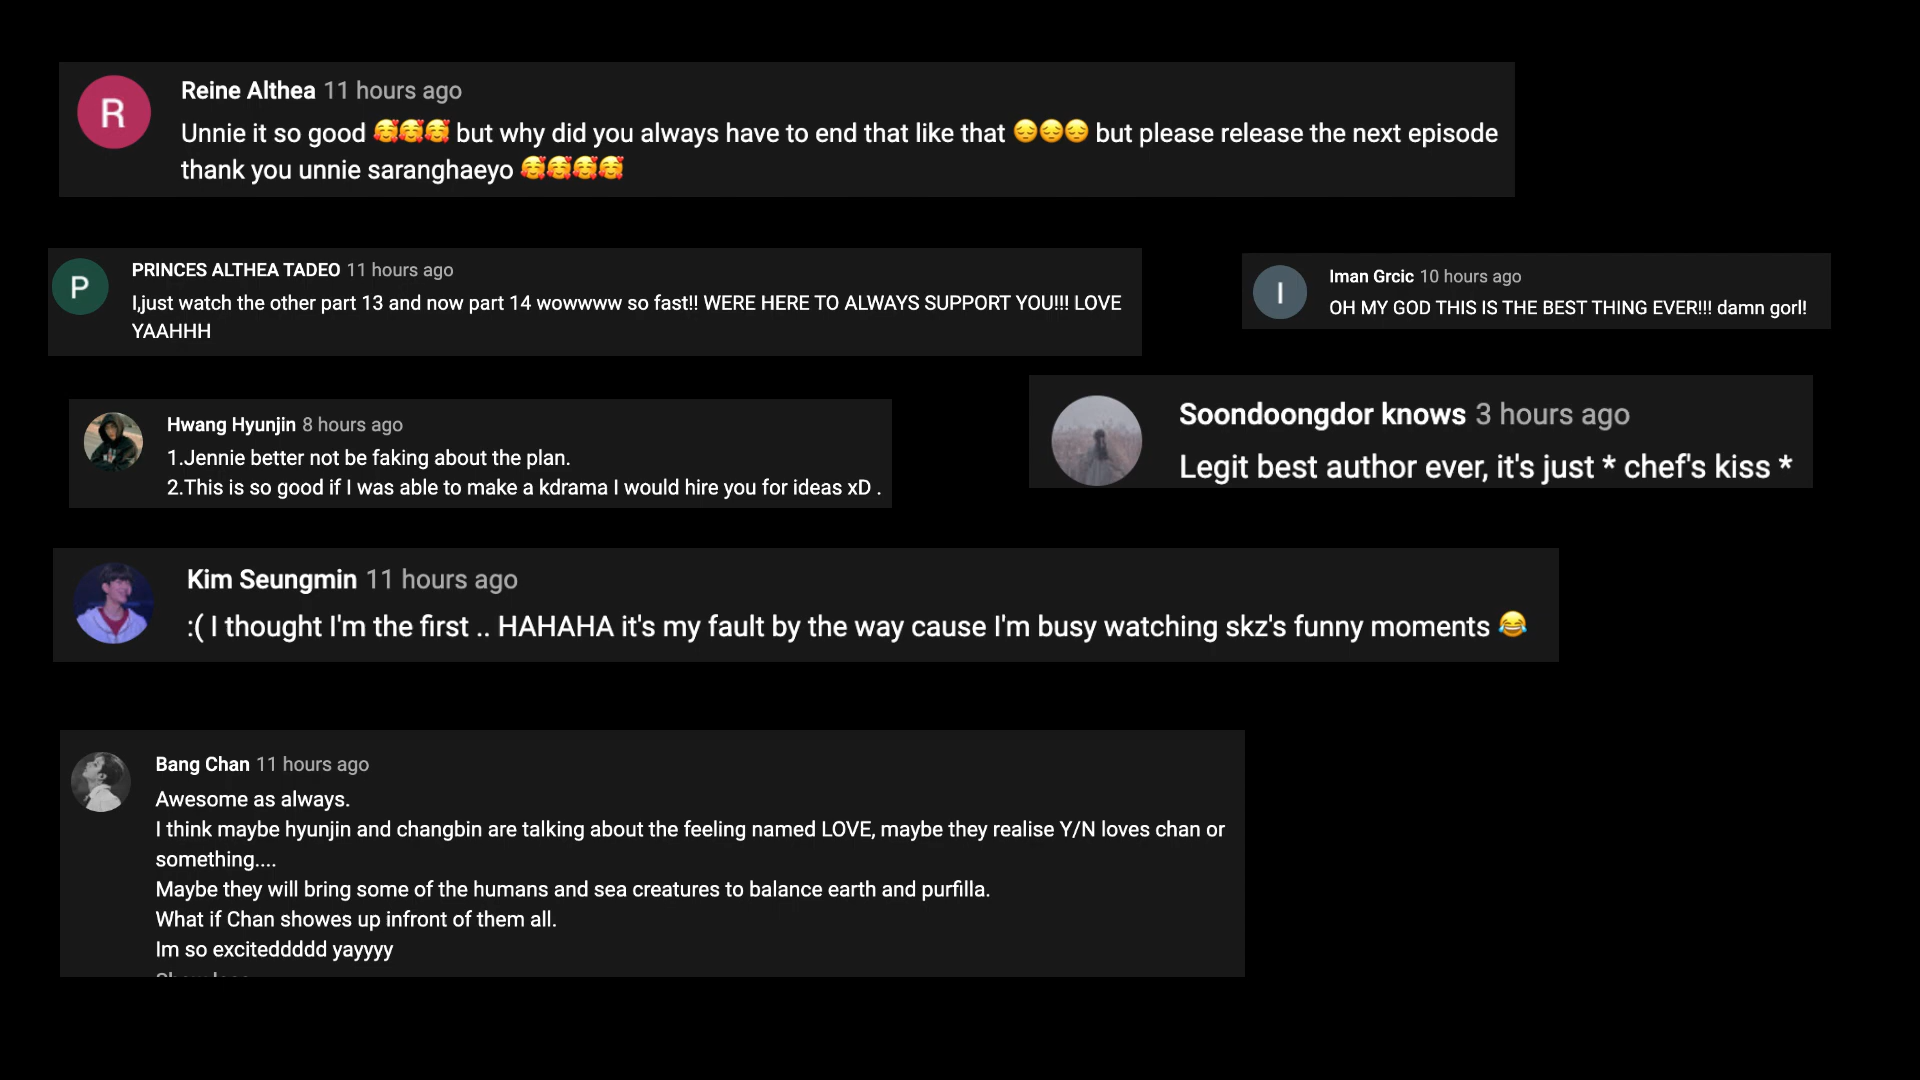 R
Reine Althea 11 hours ago
Unnie it so good 🥰🥰🥰 but why did you always have to end that like that 😔😔😔 but please release the next episode
thank you unnie saranghaeyo 🥰🥰🥰🥰
P
PRINCES ALTHEA TADEO 11 hours ago
I,just watch the other part 13 and now part 14 wowwww so fast!! WERE HERE TO ALWAYS SUPPORT YOU!!! LOVE
YAAHHH
I
Iman Grcic 10 hours ago
OH MY GOD THIS IS THE BEST THING EVER!!! damn gorl!
Hwang Hyunjin 8 hours ago
1.Jennie better not be faking about the plan.
2.This is so good if I was able to make a kdrama I would hire you for ideas xD .
Soondoongdor knows 3 hours ago
Legit best author ever, it's just * chef's kiss *
Kim Seungmin 11 hours ago
:( I thought I'm the first .. HAHAHA it's my fault by the way cause I'm busy watching skz's funny moments 😂
Bang Chan 11 hours ago
Awesome as always.
I think maybe hyunjin and changbin are talking about the feeling named LOVE, maybe they realise Y/N loves chan or
something....
Maybe they will bring some of the humans and sea creatures to balance earth and purfilla.
What if Chan showes up infront of them all.
Im so exciteddddd yayyyy